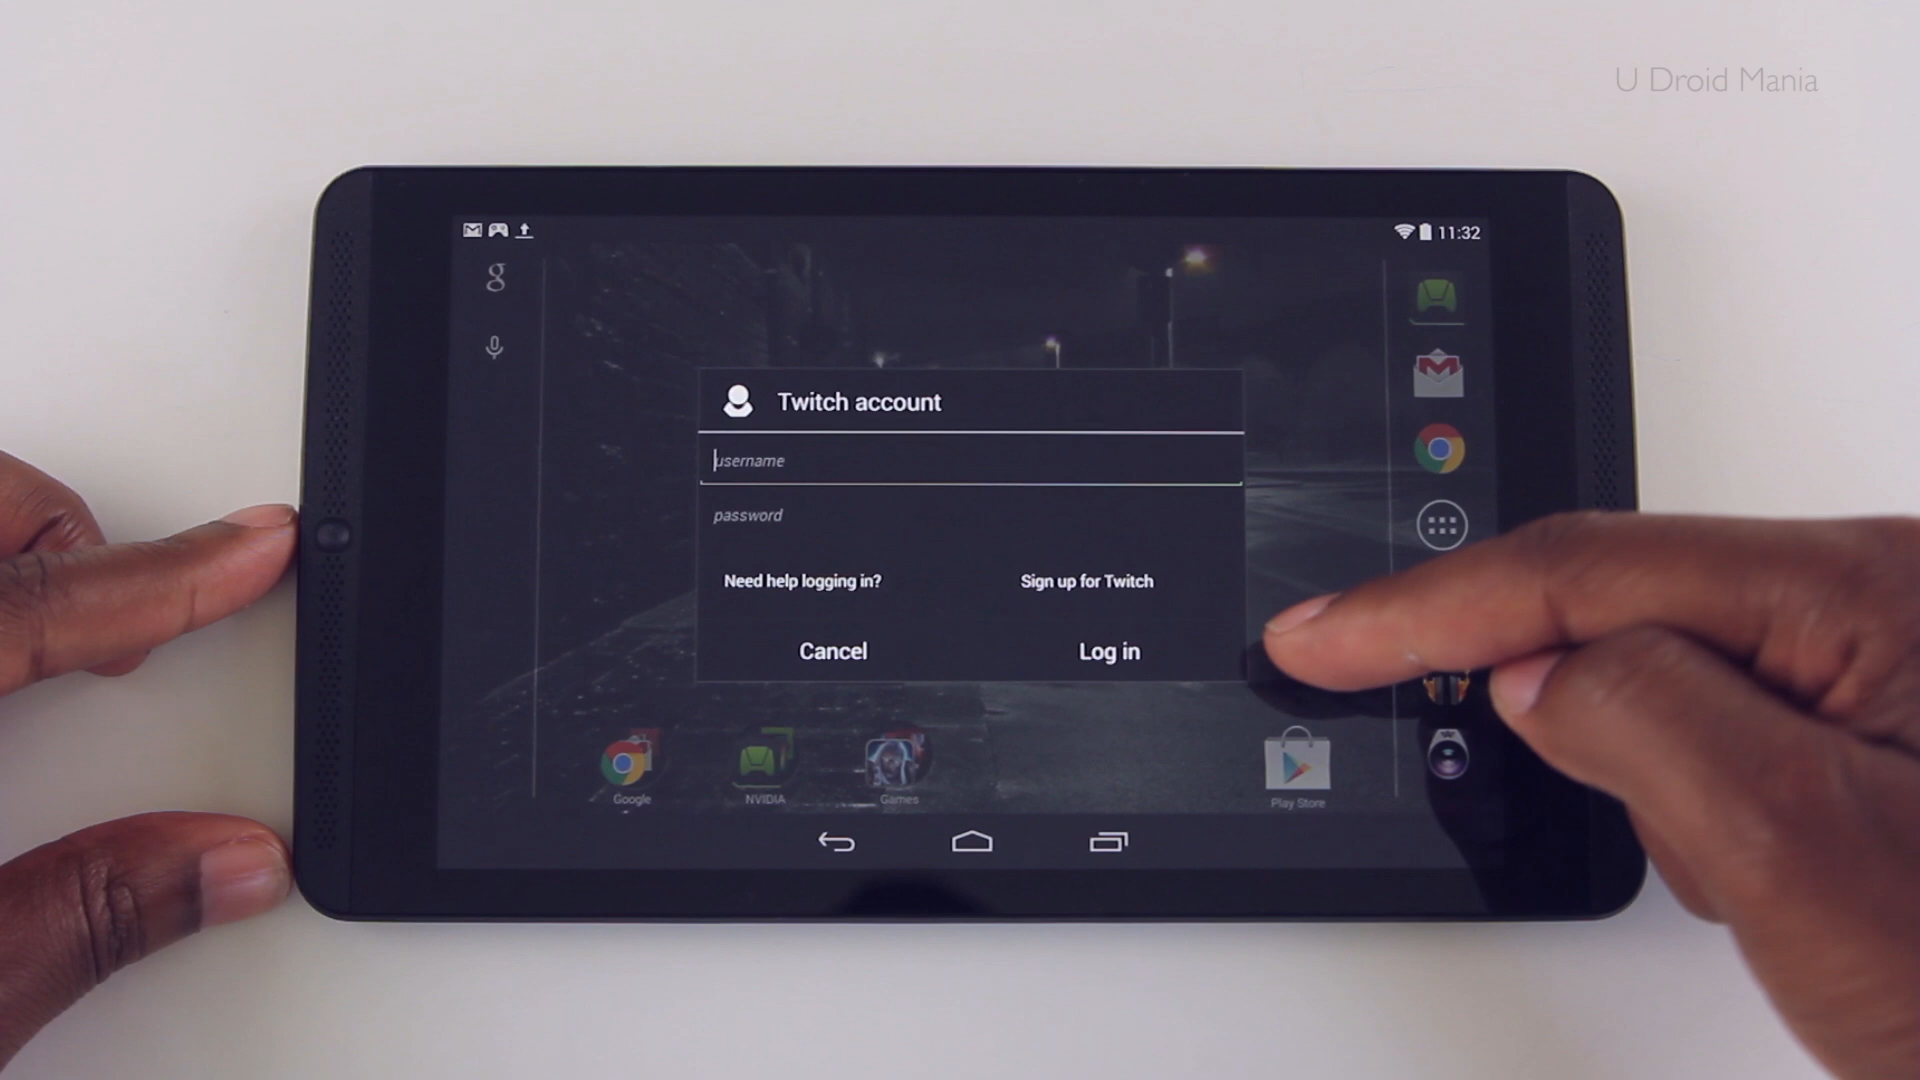 U Droid Mania
11:32
g
Twitch account
username
password
Need help logging in?
Sign up for Twitch
Cancel
Log in
Google
NVIDIA
Games
Play Store